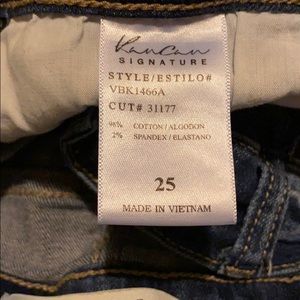 KanCan
SIGNATURE
STYLE/ESTILO#
VBK1466A
CUT# 31177
98% COTTON/ALGODON
2% SPANDEX/ELASTANO
25
MADE IN VIETNAM